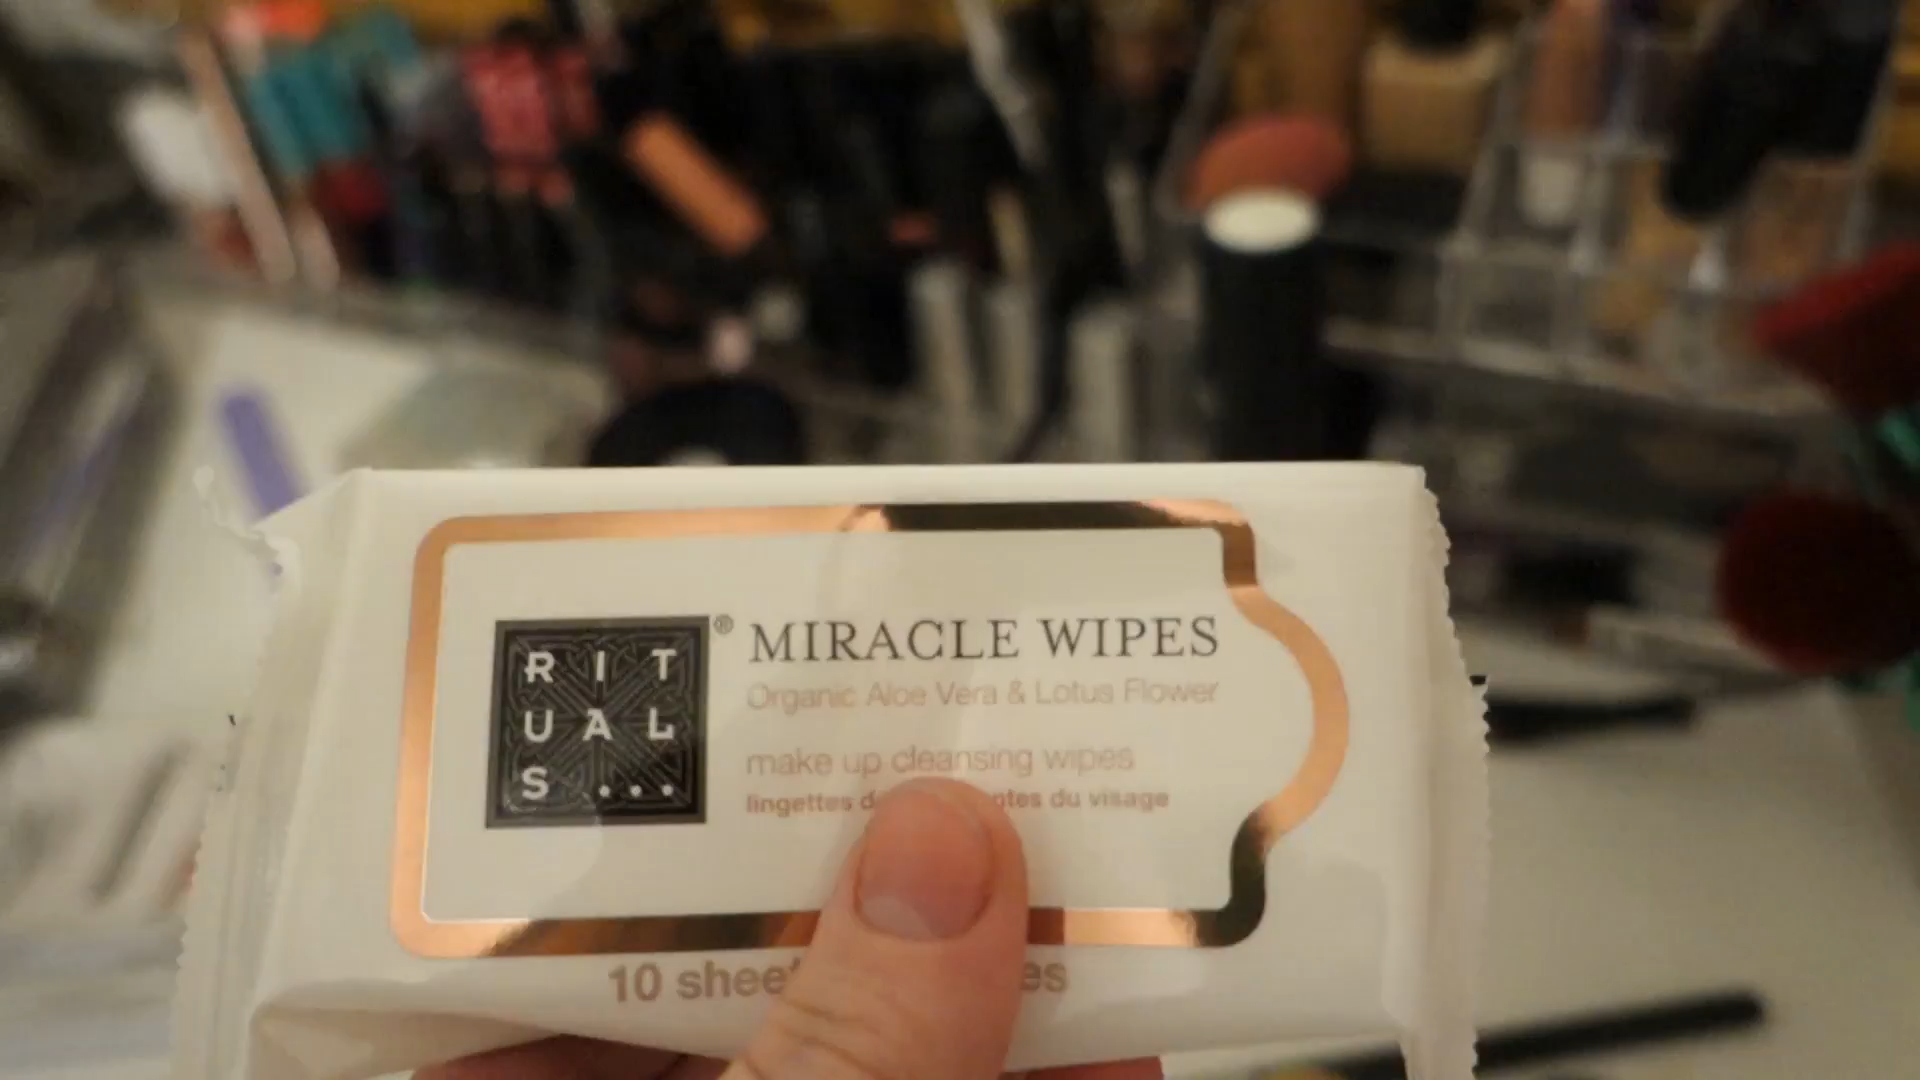 RIT
UAL
S...
®
MIRACLE WIPES
Organic Aloe Vera & Lotus Flower
make up cleansing wipes
lingettes du visage
10